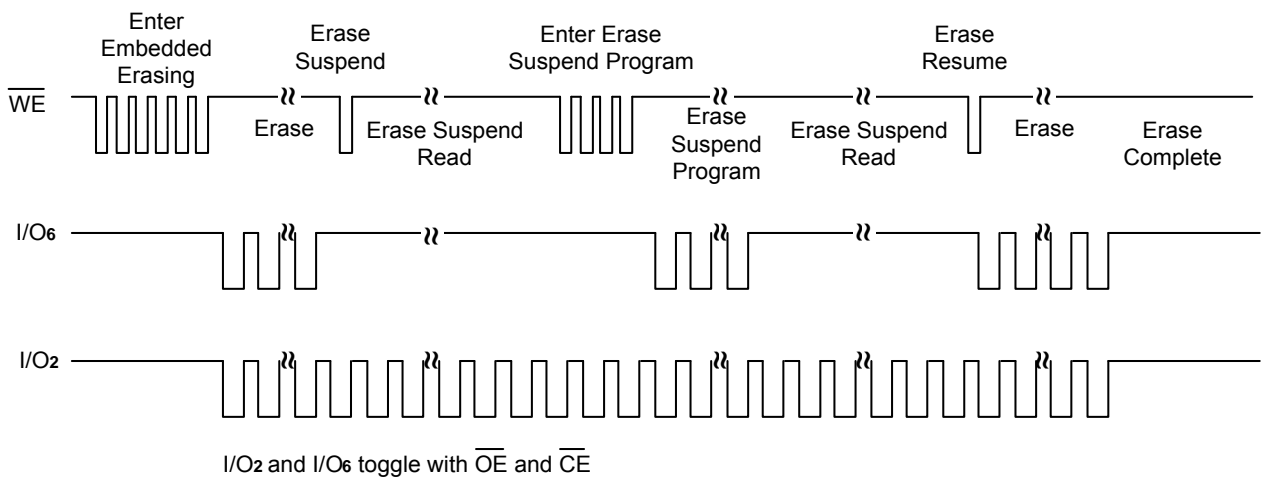 Enter
Embedded
Erasing
Erase
Suspend
Enter Erase
Suspend Program
Erase
Resume
WE
Erase
Erase Suspend
Read
Erase
Suspend
Program
Erase Suspend
Read
Erase
Erase
Complete
I/O6
I/O2
I/O2 and I/O6 toggle with OE and CE